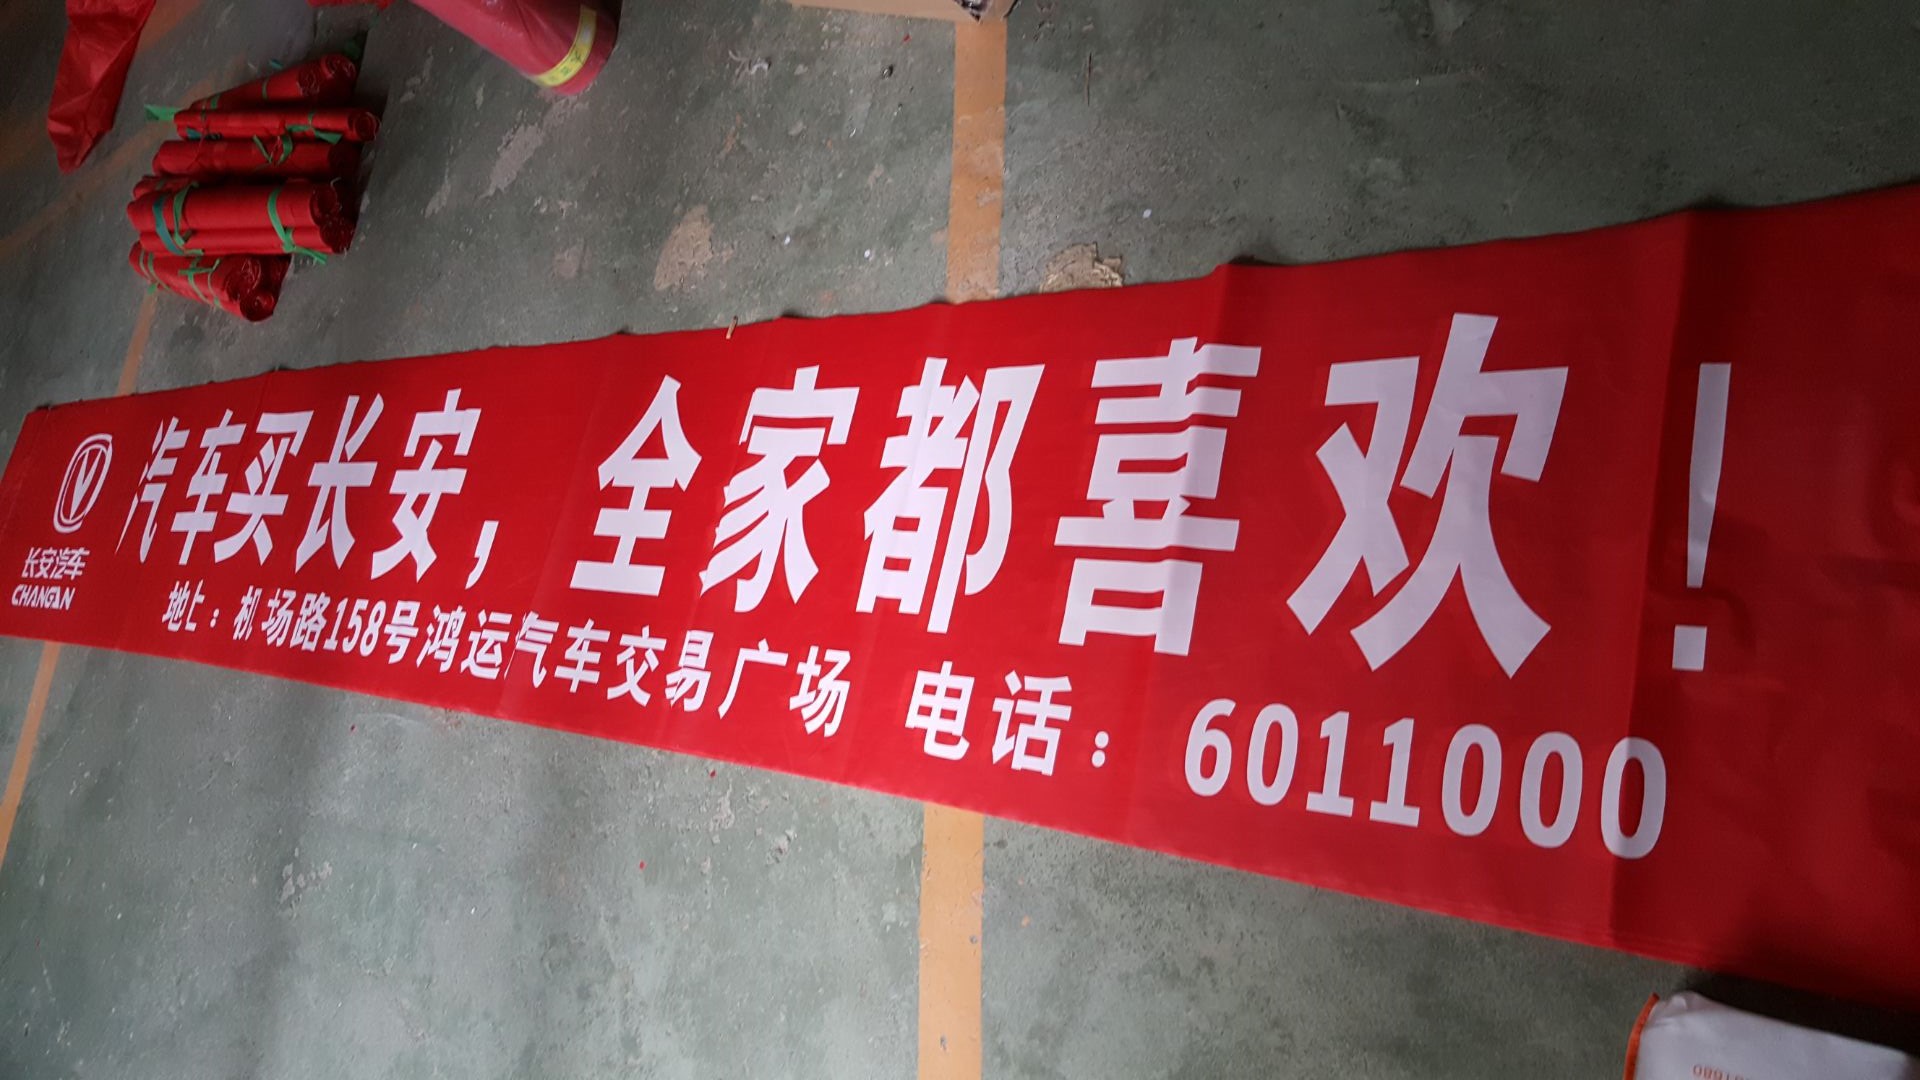 长安汽车
CHANGAN
汽车买长安，全家都喜欢！
地上：机场路158号鸿运汽车交易广场 电话：6011000